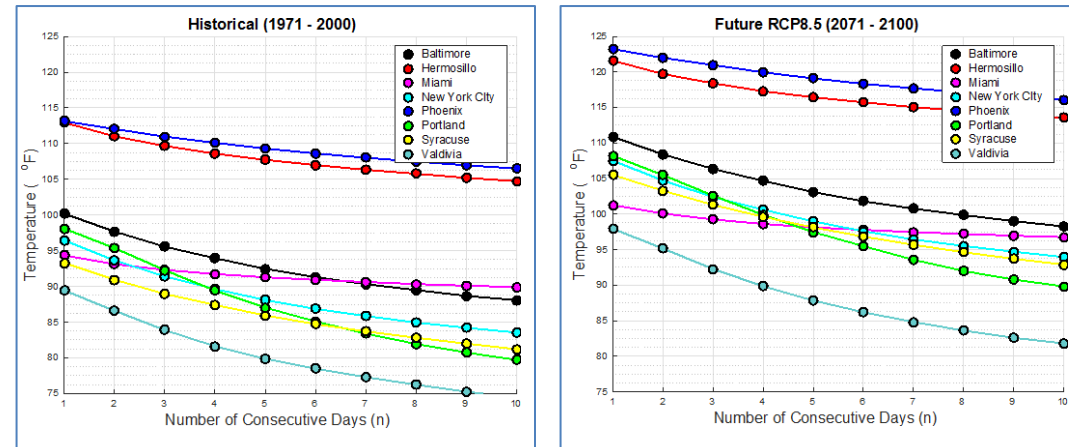 Historical (1971 - 2000)
125
120
115
110
105
100
95
90
85
80
75
Temperature ( °F)
1 2 3 4 5 6 7 8 9 10
Number of Consecutive Days (n)
Baltimore
Hermosillo
Miami
New York CIty
Phoenix
Portland
Syracuse
Valdivia
Future RCP8.5 (2071 - 2100)
125
120
115
110
105
100
95
90
85
80
75
Temperature ( °F)
1 2 3 4 5 6 7 8 9 10
Number of Consecutive Days (n)
Baltimore
Hermosillo
Miami
New York CIty
Phoenix
Portland
Syracuse
Valdivia